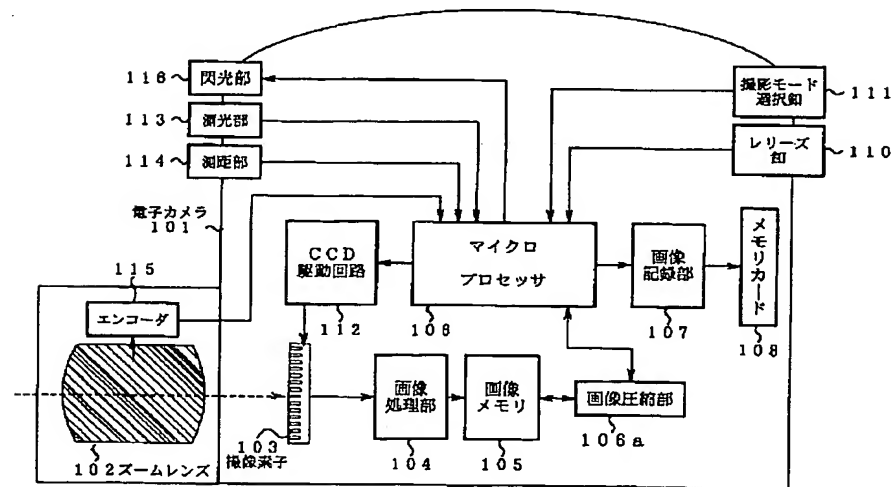 116
閃光部
113
測光部
114
測距部
電子カメラ
101
115
エンコーダ
102ズームレンズ
103
撮像素子
CCD
駆動回路
112
マイクロ
プロセッサ
106
画像
処理部
104
画像
メモリ
105
画像圧縮部
106a
画像
記録部
107
メモリカード
108
撮影モード
選択釦
111
レリーズ
釦
110